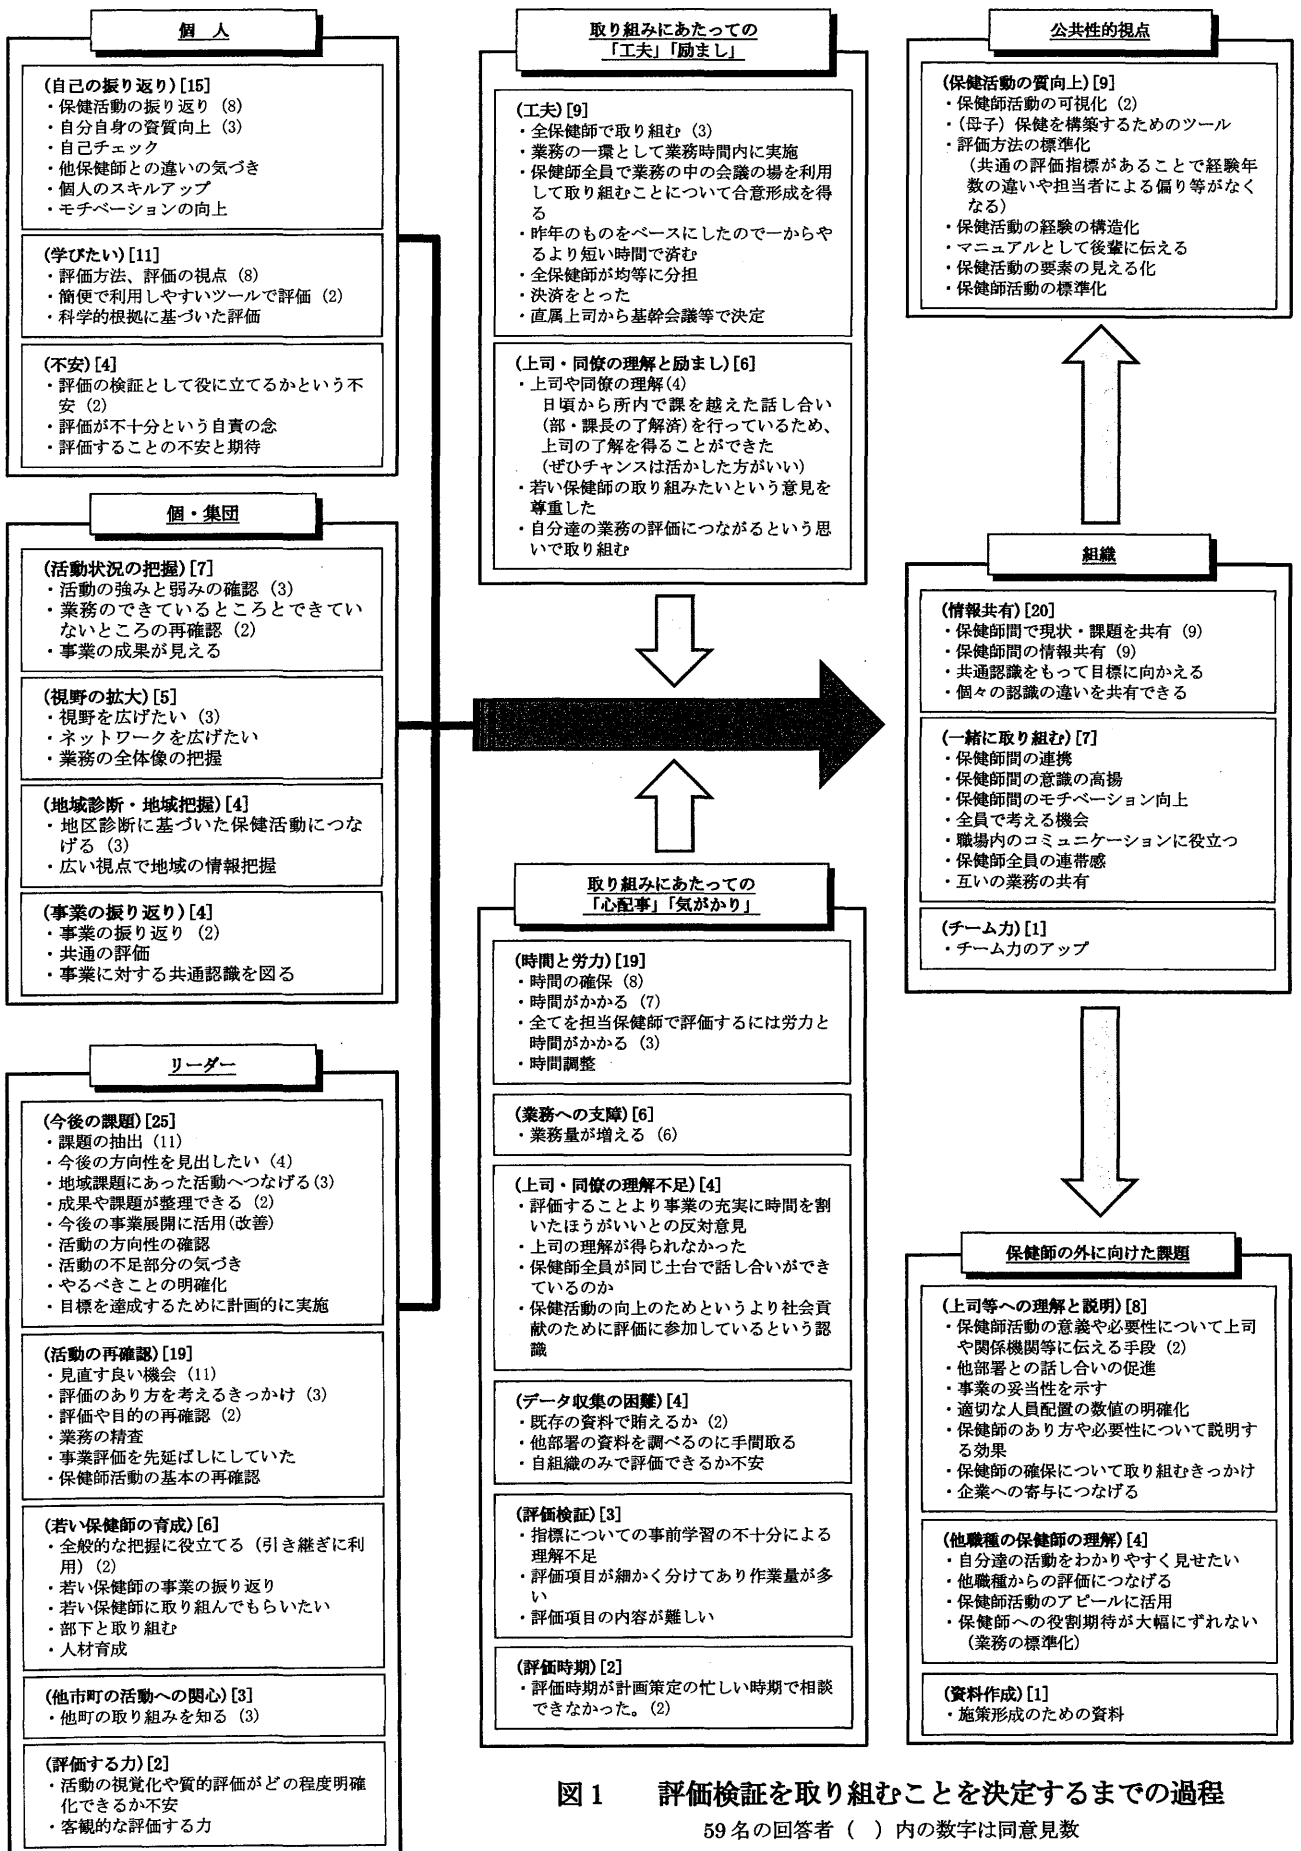 個　人
(自己の振り返り)[15]
・保健活動の振り返り（8）
・自分自身の資質向上（3）
・自己チェック
・他保健師との違いの気づき
・個人のスキルアップ
・モチベーションの向上
(学びたい)[11]
・評価方法、評価の視点（8）
・簡便で利用しやすいツールで評価（2）
・科学的根拠に基づいた評価
(不安)[4]
・評価の検証として役に立てるかという不
安（2）
・評価が不十分という自責の念
・評価することの不安と期待
個・集団
(活動状況の把握)[7]
・活動の強みと弱みの確認（3）
・業務のできているところとできてい
ないところの再確認（2）
・事業の成果が見える
(視野の拡大)[5]
・視野を広げたい（3）
・ネットワークを広げたい
・業務の全体像の把握
(地域診断・地域把握)[4]
・地区診断に基づいた保健活動につな
げる（3）
・広い視点で地域の情報把握
(事業の振り返り)[4]
・事業の振り返り（2）
・共通の評価
・事業に対する共通認識を図る
リーダー
(今後の課題)[25]
・課題の抽出（11）
・今後の方向性を見出したい（4）
・地域課題にあった活動へつなげる(3)
・成果や課題が整理できる（2）
・今後の事業展開に活用(改善)
・活動の方向性の確認
・活動の不足部分の気づき
・やるべきことの明確化
・目標を達成するために計画的に実施
(活動の再確認)[19]
・見直す良い機会（11）
・評価のあり方を考えるきっかけ（3）
・評価や目的の再確認（2）
・業務の精査
・事業評価を先延ばしにしていた
・保健師活動の基本の再確認
(若い保健師の育成)[6]
・全般的な把握に役立てる（引き継ぎに利
用）（2）
・若い保健師の事業の振り返り
・若い保健師に取り組んでもらいたい
・部下と取り組む
・人材育成
(他市町の活動への関心)[3]
・他町の取り組みを知る（3）
(評価する力)[2]
・活動の視覚化や質的評価がどの程度明確
化できるか不安
・客観的な評価する力
取り組みにあたっての
「工夫」「励まし」
(工夫)[9]
・全保健師で取り組む（3）
・業務の一環として業務時間内に実施
・保健師全員で業務の中の会議の場を利用
して取り組むことについて合意形成を得
る
・昨年のものをベースにしたので一からや
るより短い時間で済む
・全保健師が均等に分担
・決済をとった
・直属上司から基幹会議等で決定
(上司・同僚の理解と励まし)[6]
・上司や同僚の理解(4)
日頃から所内で課を越えた話し合い
(部・課長の了解済)を行っているため、
上司の了解を得ることができた
(ぜひチャンスは活かした方がいい)
・若い保健師の取り組みたいという意見を
尊重した
・自分達の業務の評価につながるという思
いで取り組む
取り組みにあたっての
「心配事」「気がかり」
(時間と労力)[19]
・時間の確保（8）
・時間がかかる（7）
・全てを担当保健師で評価するには労力と
時間がかかる（3）
・時間調整
(業務への支障)[6]
・業務量が増える（6）
(上司・同僚の理解不足)[4]
・評価することより事業の充実に時間を割
いたほうがいいとの反対意見
・上司の理解が得られなかった
・保健師全員が同じ土台で話し合いができ
ているのか
・保健活動の向上のためというより社会貢
献のために評価に参加しているという認
識
(データ収集の困難)[4]
・既存の資料で賄えるか（2）
・他部署の資料を調べるのに手間取る
・自組織のみで評価できるか不安
(評価検証)[3]
・指標についての事前学習の不十分による
理解不足
・評価項目が細かく分けてあり作業量が多
い
・評価項目の内容が難しい
(評価時期)[2]
・評価時期が計画策定の忙しい時期で相談
できなかった。（2）
公共性的視点
(保健活動の質向上)[9]
・保健師活動の可視化（2）
・(母子）保健を構築するためのツール
・評価方法の標準化
(共通の評価指標があることで経験年
数の違いや担当者による偏り等がなく
なる)
・保健活動の経験の構造化
・マニュアルとして後輩に伝える
・保健活動の要素の見える化
・保健師活動の標準化
組織
(情報共有)[20]
・保健師間で現状・課題を共有（9）
・保健師間の情報共有（9）
・共通認識をもって目標に向かえる
・個々の認識の違いを共有できる
(一緒に取り組む)[7]
・保健師間の連携
・保健師間の意識の高揚
・保健師間のモチベーション向上
・全員で考える機会
・職場内のコミュニケーションに役立つ
・保健師全員の連帯感
・互いの業務の共有
(チーム力)[1]
・チーム力のアップ
保健師の外に向けた課題
(上司等への理解と説明)[8]
・保健師活動の意義や必要性について上司
や関係機関等に伝える手段（2）
・他部署との話し合いの促進
・事業の妥当性を示す
・適切な人員配置の数値の明確化
・保健師のあり方や必要性について説明す
る効果
・保健師の確保について取り組むきっかけ
・企業への寄与につなげる
(他職種の保健師の理解)[4]
・自分達の活動をわかりやすく見せたい
・他職種からの評価につなげる
・保健師活動のアピールに活用
・保健師への役割期待が大幅にずれない
（業務の標準化）
(資料作成)[1]
・施策形成のための資料
図１　評価検証を取り組むことを決定するまでの過程
59 名の回答者（　）内の数字は同意見数